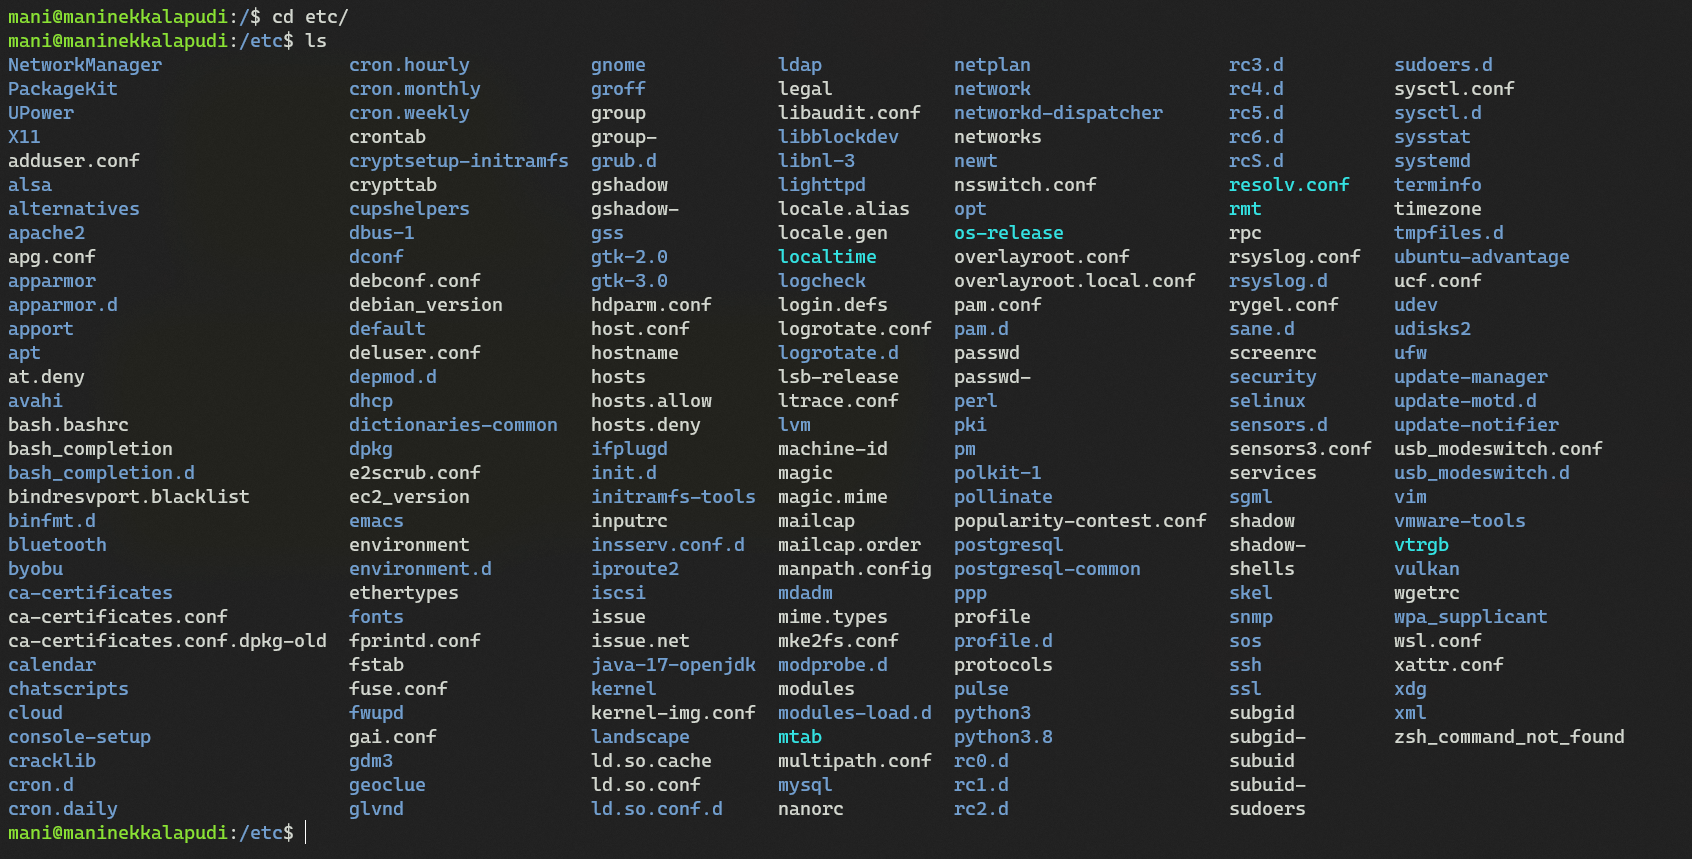 mani@maninekkalapudi:/$ cd etc/
mani@maninekkalapudi:/etc$ ls
NetworkManager cron.hourly gnome ldap netplan rc3.d sudoers.d
PackageKit cron.monthly groff legal network rc4.d sysctl.conf
UPower cron.weekly group libaudit.conf networkd-dispatcher rc5.d sysctl.d
X11 crontab group- libblockdev networks rc6.d sysstat
adduser.conf cryptsetup-initramfs grub.d libnl-3 newt rcS.d systemd
alsa crypttab gshadow lighttpd nsswitch.conf resolv.conf terminfo
alternatives cupshelpers gshadow- locale.alias opt rmt timezone
apache2 dbus-1 gss locale.gen os-release rpc tmpfiles.d
apg.conf dconf gtk-2.0 localtime overlayroot.conf rsyslog.conf ubuntu-advantage
apparmor debconf.conf gtk-3.0 logcheck overlayroot.local.conf rsyslog.d ucf.conf
apparmor.d debian_version hdparm.conf login.defs pam.conf rygel.conf udev
apport default host.conf logrotate.conf pam.d sane.d udisks2
apt deluser.conf hostname logrotate.d passwd screenrc ufw
at.deny depmod.d hosts lsb-release passwd- security update-manager
avahi dhcp hosts.allow ltrace.conf perl selinux update-motd.d
bash.bashrc dictionaries-common hosts.deny lvm pki sensors.d update-notifier
bash_completion dpkg ifplugd machine-id pm sensors3.conf usb_modeswitch.conf
bash_completion.d e2scrub.conf init.d magic polkit-1 services usb_modeswitch.d
bindresvport.blacklist ec2_version initramfs-tools magic.mime pollinate sgml vim
binfmt.d emacs inputrc mailcap popularity-contest.conf shadow vmware-tools
bluetooth environment insserv.conf.d mailcap.order postgresql shadow- vtrgb
byobu environment.d iproute2 manpath.config postgresql-common shells vulkan
ca-certificates ethertypes iscsi mdadm ppp skel wgetrc
ca-certificates.conf fonts issue mime.types profile snmp wpa_supplicant
ca-certificates.conf.dpkg-old fprintd.conf issue.net mke2fs.conf profile.d sos wsl.conf
calendar fstab java-17-openjdk modprobe.d protocols ssh xattr.conf
chatscripts fuse.conf kernel modules pulse ssl xdg
cloud fwupd kernel-img.conf modules-load.d python3 subgid xml
console-setup gai.conf landscape mtab python3.8 subgid- zsh_command_not_found
cracklib gdm3 ld.so.cache multipath.conf rc0.d subuid
cron.d geoclue ld.so.conf mysql rc1.d subuid-
cron.daily glvnd ld.so.conf.d nanorc rc2.d sudoers
mani@maninekkalapudi:/etc$